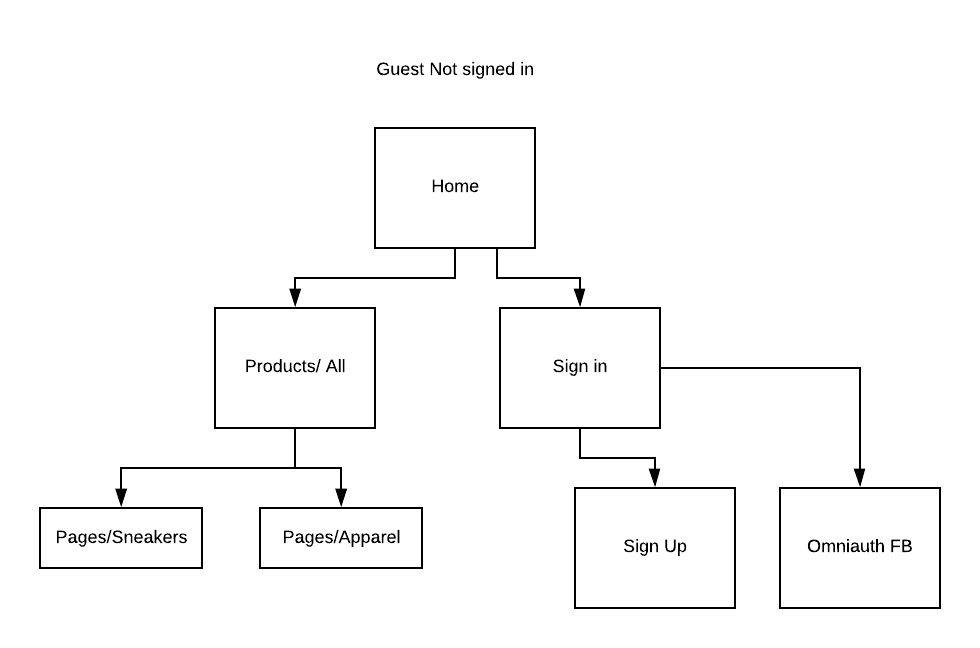 Guest Not signed in
Home
Products/ All
Sign in
Pages/Sneakers
Pages/Apparel
Sign Up
Omniauth FB